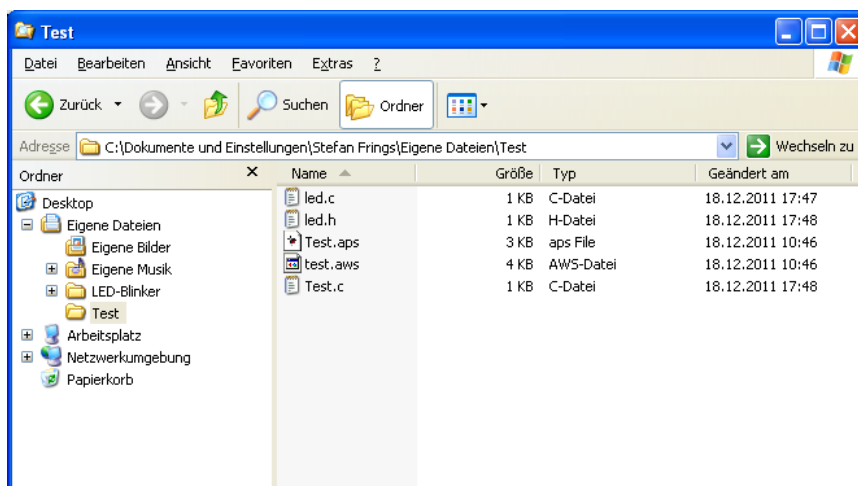 Test
Datei Bearbeiten Ansicht Favoriten Extras ?
Zurück Suchen Ordner
Adresse C:\Dokumente und Einstellungen\Stefan Frings\Eigene Dateien\Test Wechseln zu
Ordner Name Größe Typ Geändert am
Desktop
Eigene Dateien
Eigene Bilder
Eigene Musik
LED-Blinker
Test
Arbeitsplatz
Netzwerkumgebung
Papierkorb
led.c 1 KB C-Datei 18.12.2011 17:47
led.h 1 KB H-Datei 18.12.2011 17:48
Test.aps 3 KB aps File 18.12.2011 10:46
test.aws 4 KB AWS-Datei 18.12.2011 10:46
Test.c 1 KB C-Datei 18.12.2011 17:48